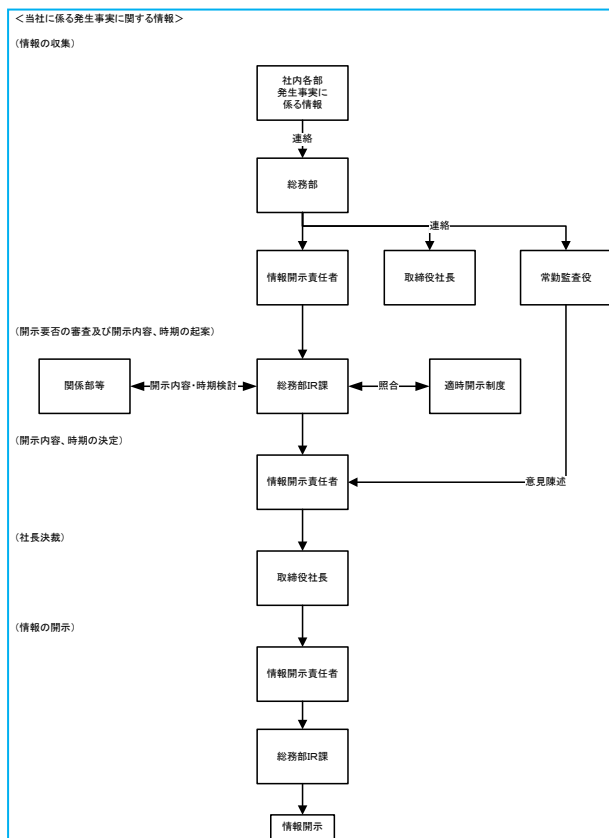 ＜当社に係る発生事実に関する情報＞
(情報の収集)
社内各部
発生事実に
係る情報
連絡
総務部
連絡
情報開示責任者
取締役社長
常勤監査役
(開示要否の審査及び開示内容、時期の起案)
関係部等
開示内容・時期検討
総務部IR課
照合
適時開示制度
(開示内容、時期の決定)
情報開示責任者
意見陳述
(社長決裁)
取締役社長
(情報の開示)
情報開示責任者
総務部IR課
情報開示